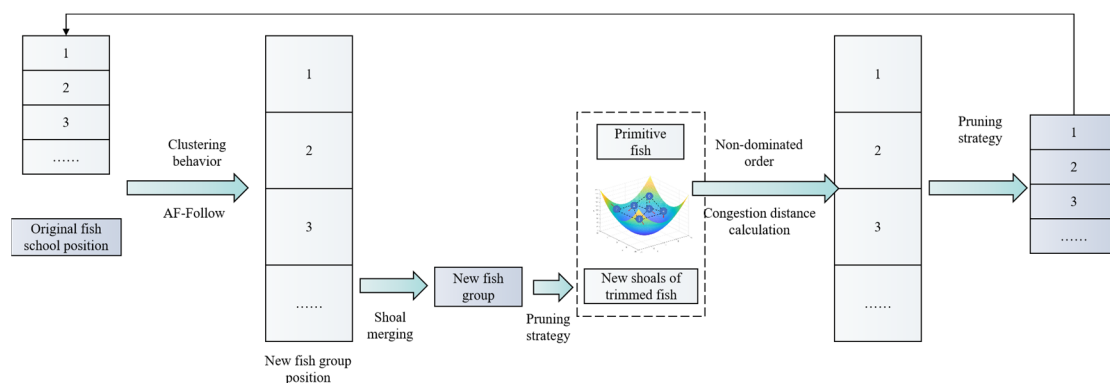 1
2
3
……
Original fish
school position
Clustering
behavior
AF-Follow
1
2
3
……
New fish group
position
Shoal
merging
New fish
group
Pruning
strategy
Primitive
fish
New shoals of
trimmed fish
Non-dominated
order
Congestion distance
calculation
1
2
3
……
Pruning
strategy
1
2
3
……